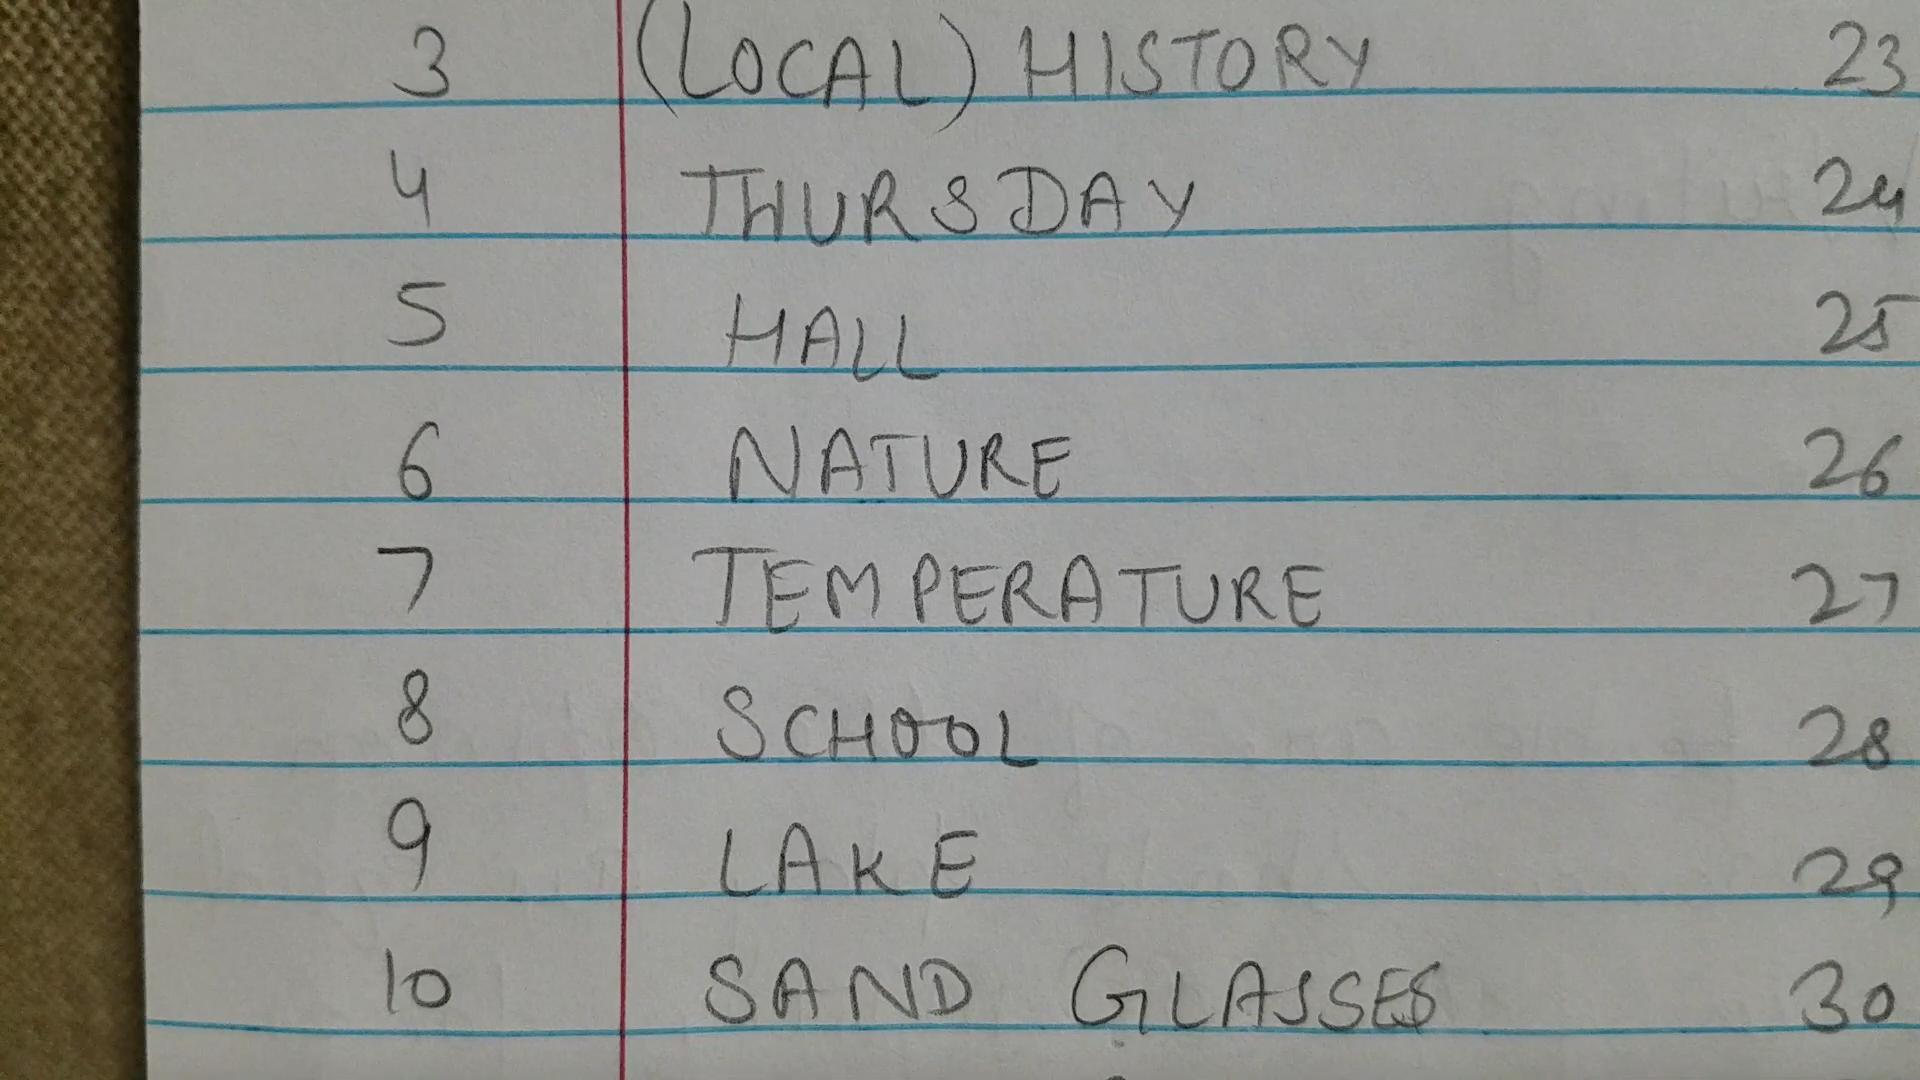 3 (LOCAL) HISTORY 23
4 THURSDAY 24
5 HALL 25
6 NATURE 26
7 TEMPERATURE 27
8 SCHOOL 28
9 LAKE 29
10 SAND GLASSES 30